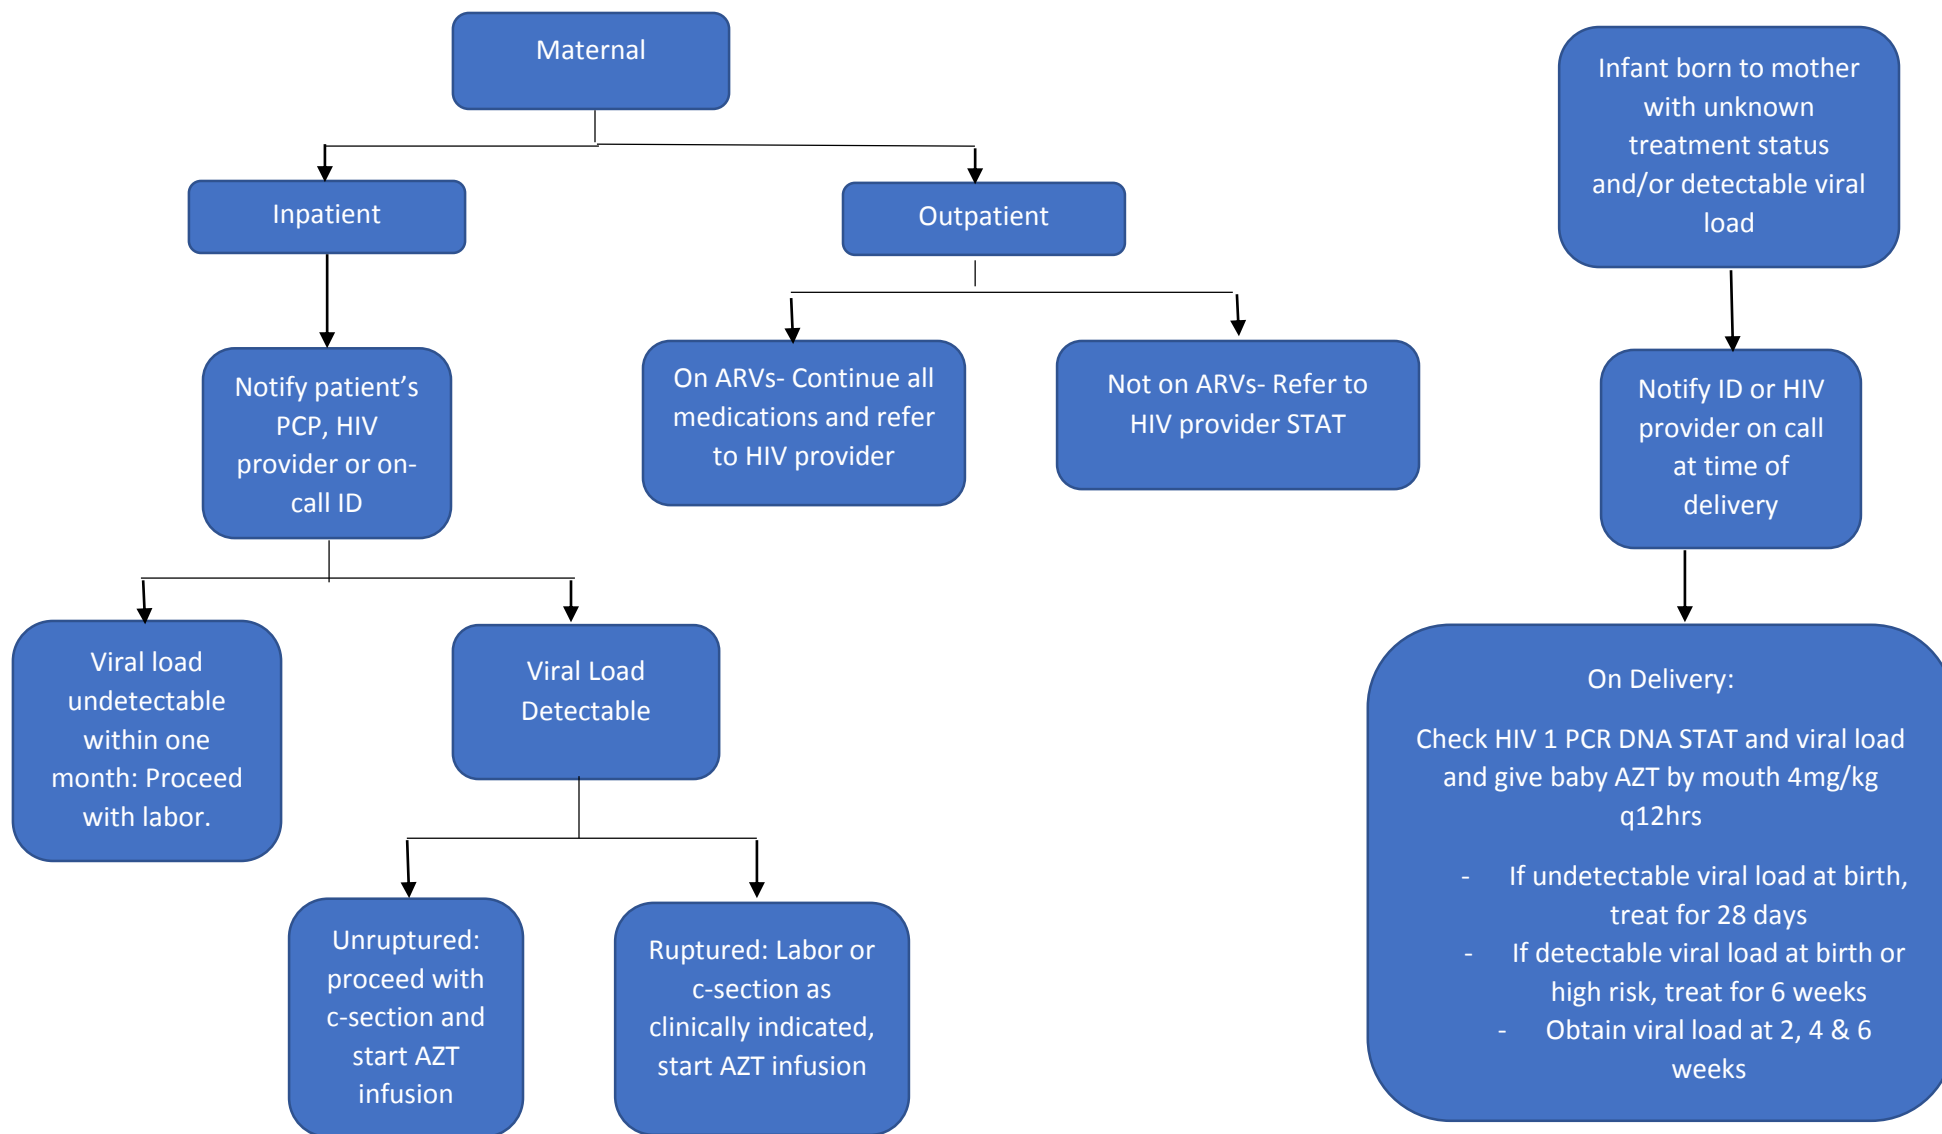 Maternal
Inpatient
Outpatient
Notify patient’s
PCP, HIV
provider or on-
call ID
On ARVs- Continue all
medications and refer
to HIV provider
Not on ARVs- Refer to
HIV provider STAT
Viral load
undetectable
within one
month: Proceed
with labor.
Viral Load
Detectable
Unruptured:
proceed with
c-section and
start AZT
infusion
Ruptured: Labor or
c-section as
clinically indicated,
start AZT infusion
Infant born to mother
with unknown
treatment status
and/or detectable viral
load
Notify ID or HIV
provider on call
at time of
delivery
On Delivery:
Check HIV 1 PCR DNA STAT and viral load
and give baby AZT by mouth 4mg/kg
q12hrs
- If undetectable viral load at birth,
treat for 28 days
- If detectable viral load at birth or
high risk, treat for 6 weeks
- Obtain viral load at 2, 4 & 6
weeks